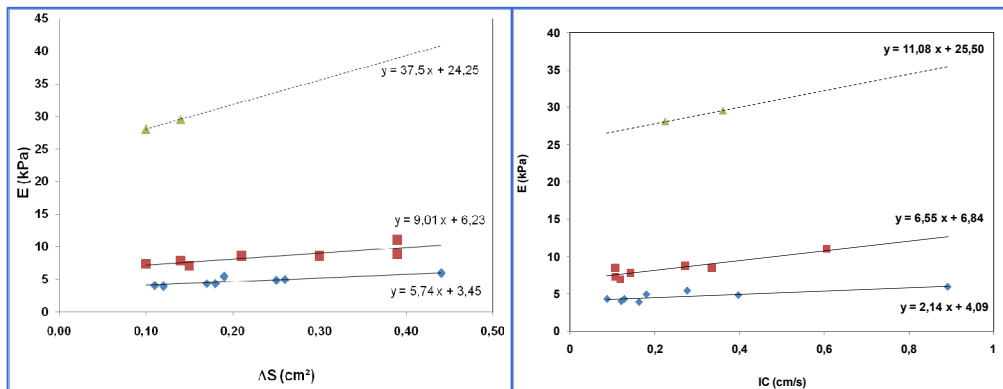 45
40
35
30
25
20
15
10
5
0
E (kPa)
y = 37,5 x + 24,25
y = 9,01 x + 6,23
y = 5,74 x + 3,45
0,00 0,10 0,20 0,30 0,40 0,50
ΔS (cm²)
40
35
30
25
20
15
10
5
0
E (kPa)
y = 11,08 x + 25,50
y = 6,55 x + 6,84
y = 2,14 x + 4,09
0 0,2 0,4 0,6 0,8 1
IC (cm/s)